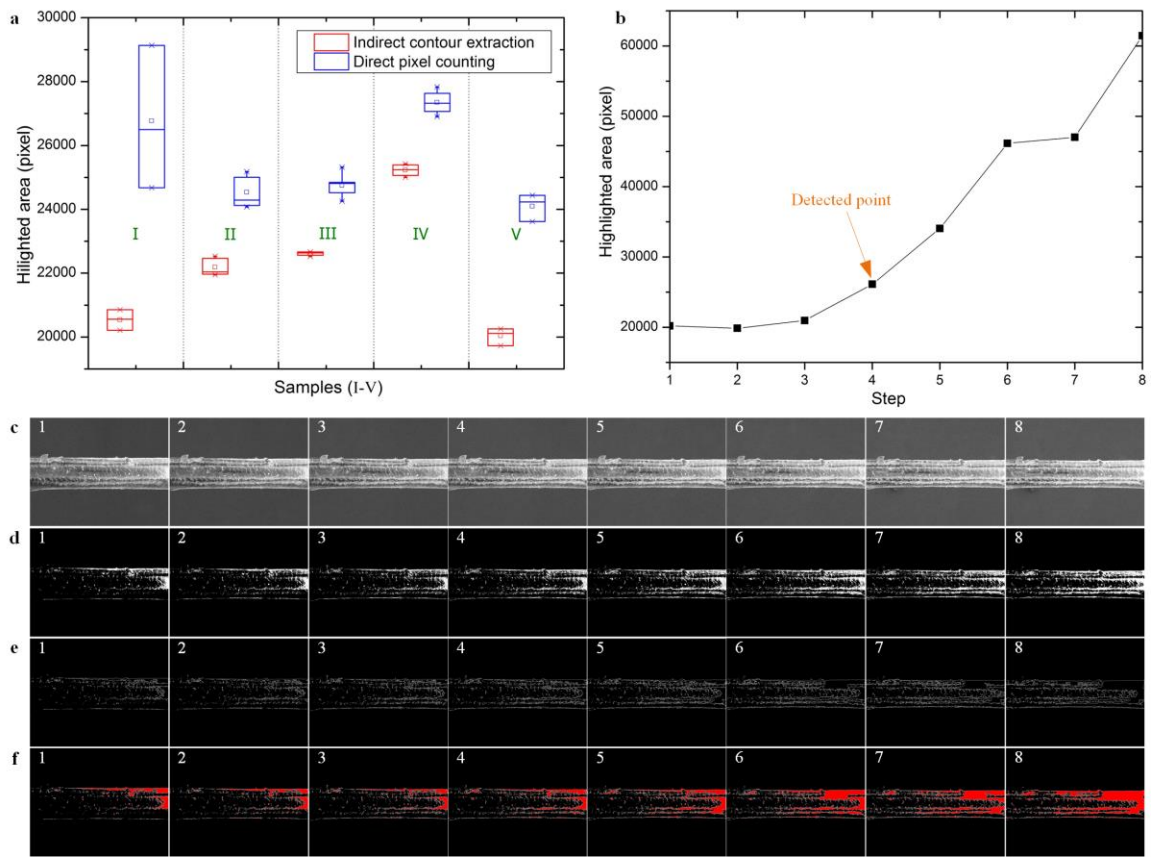 a
30000
28000
26000
24000
22000
20000
Hilighted area (pixel)
Indirect contour extraction
Direct pixel counting
I
II
III
IV
V
Samples (I-V)
b
60000
50000
40000
30000
20000
Highlighted area (pixel)
Detected point
1 2 3 4 5 6 7 8
Step
c 1 2 3 4 5 6 7 8
d 1 2 3 4 5 6 7 8
e 1 2 3 4 5 6 7 8
f 1 2 3 4 5 6 7 8